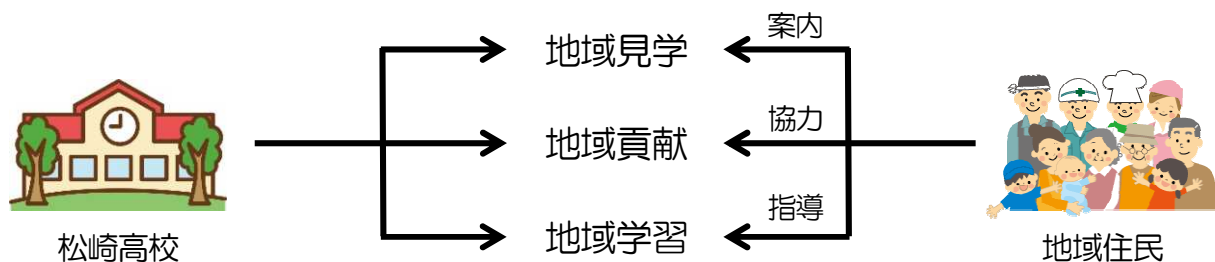 案内
地域見学
協力
地域貢献
指導
地域学習
松崎高校
地域住民